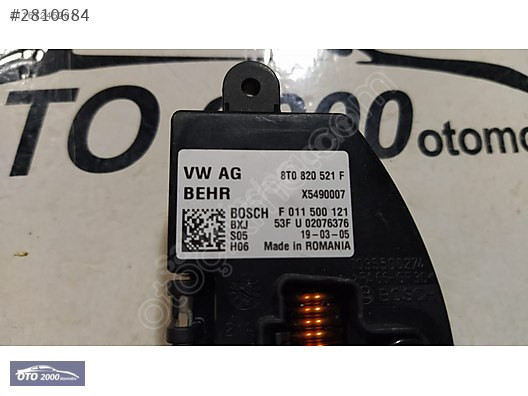 #2810684
OTO 2000 otomo
VW AG 8T0 820 521 F
BEHR X5490007
BOSCH F 011 500 121
BXJ 53F U 02076376
S05 19-03-05
H06 Made in ROMANIA
OTO 2000 otomotiv